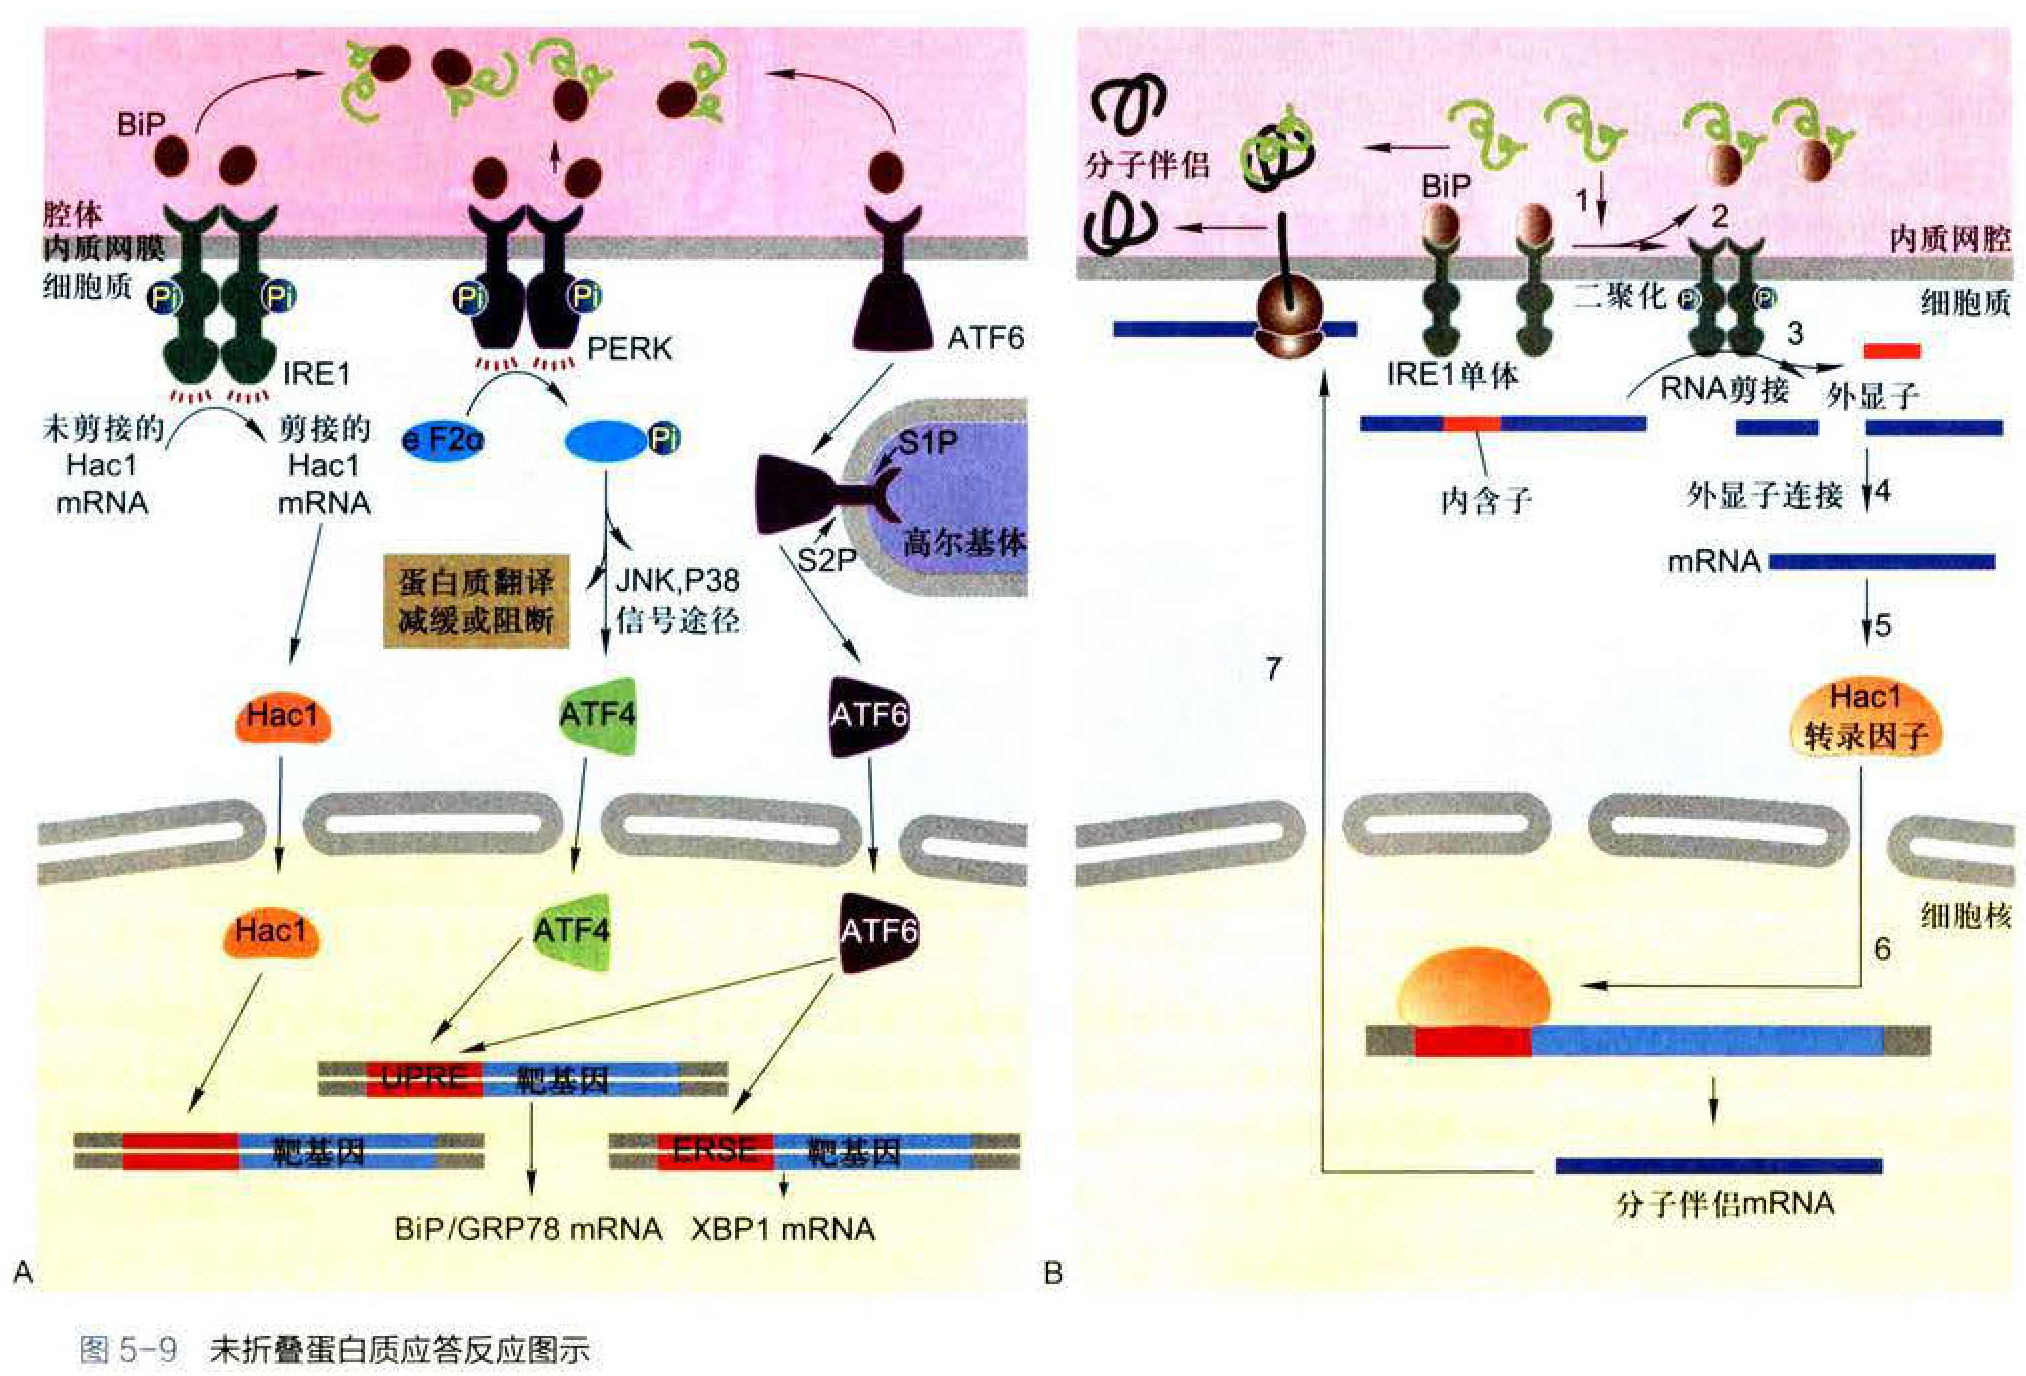 BiP
腔体
内质网膜
细胞质
Pi
Pi
Pi
Pi
IRE1
PERK
ATF6
未剪接的
Hac1
mRNA
剪接的
Hac1
mRNA
e F2α
Pi
S1P
高尔基体
S2P
蛋白质翻译
减缓或阻断
JNK,P38
信号途径
Hac1
ATF4
ATF6
Hac1
ATF4
ATF6
UPRE
靶基因
靶基因
ERSE
靶基因
BiP/GRP78 mRNA
XBP1 mRNA
A
分子伴侣
BiP
1
2
内质网腔
细胞质
二聚化
P
Pi
3
IRE1单体
RNA剪接
外显子
内含子
外显子连接
4
mRNA
5
7
Hac1
转录因子
细胞核
6
分子伴侣mRNA
B
图 5-9 未折叠蛋白质应答反应图示